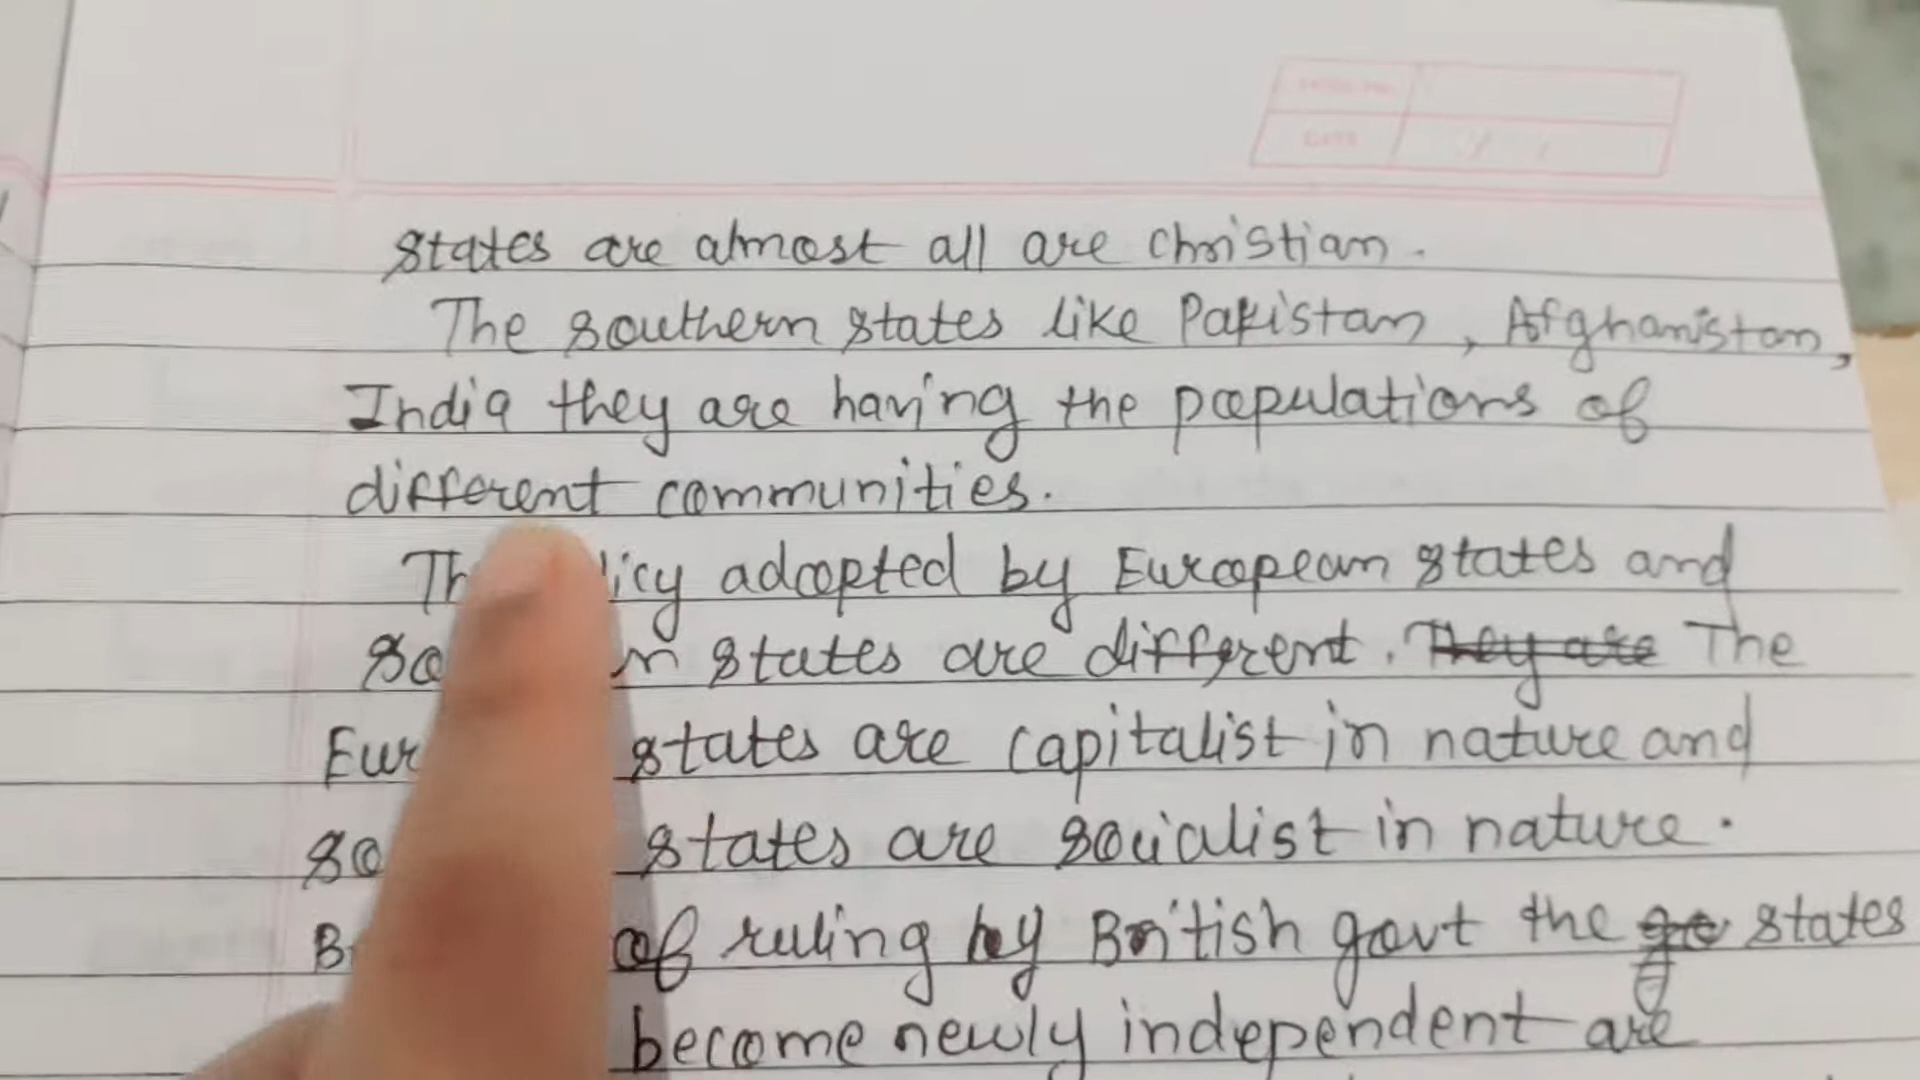 DATE
states are almost all are christian.
The southern states like Pakistan, Afghanistan,
India they are having the populations of
different communities.
Th licy adopted by European states and
so n states are different. They are The
Eur states are capitalist in nature and
so states are socialist in nature.
B of ruling by British govt the go states
become newly independent are